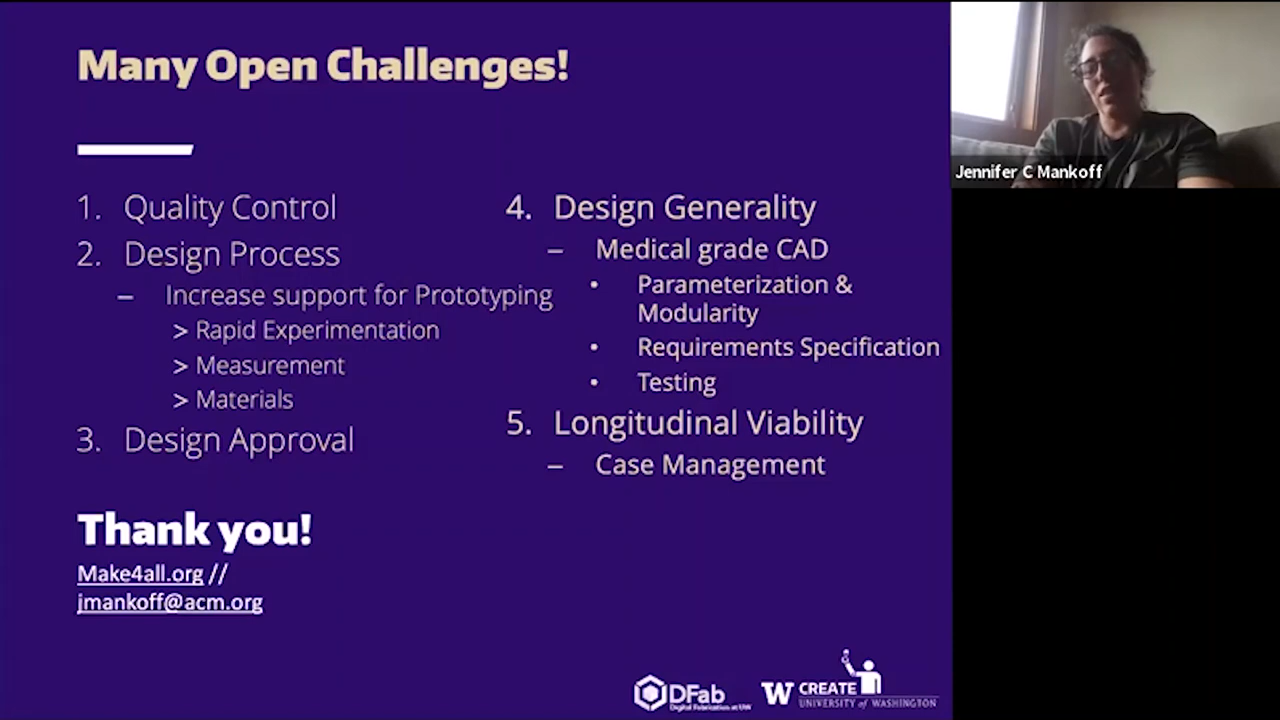 Many Open Challenges!
1. Quality Control
2. Design Process
– Increase support for Prototyping
> Rapid Experimentation
> Measurement
> Materials
3. Design Approval
4. Design Generality
– Medical grade CAD
• Parameterization &
Modularity
• Requirements Specification
• Testing
5. Longitudinal Viability
– Case Management
Thank you!
Make4all.org //
jmankoff@acm.org
DFab
Digital Fabrication at UW
W CREATE
UNIVERSITY of WASHINGTON
Jennifer C Mankoff